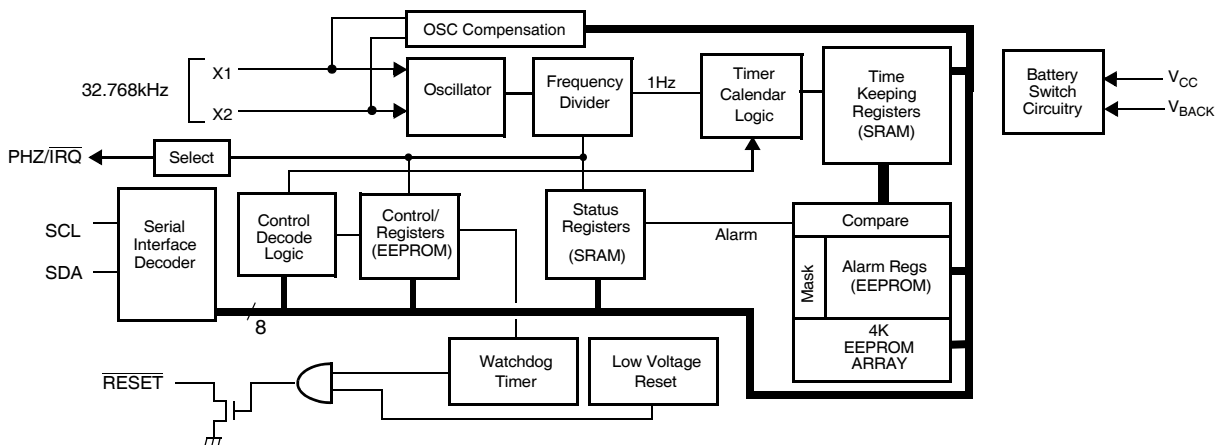 OSC Compensation
32.768kHz
X1
X2
Oscillator
Frequency
Divider
1Hz
Timer
Calendar
Logic
Time
Keeping
Registers
(SRAM)
Battery
Switch
Circuitry
VCC
VBACK
PHZ/IRQ
Select
SCL
SDA
Serial
Interface
Decoder
Control
Decode
Logic
Control/
Registers
(EEPROM)
Status
Registers
(SRAM)
Alarm
Compare
Mask
Alarm Regs
(EEPROM)
4K
EEPROM
ARRAY
8
RESET
Watchdog
Timer
Low Voltage
Reset